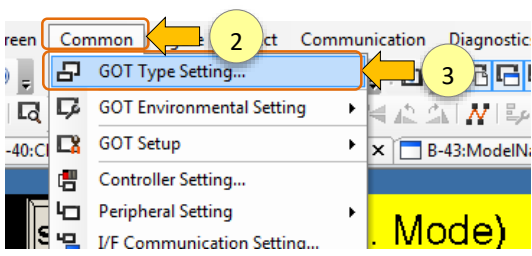 reen Common 2 ct Communication Diagnostic
GOT Type Setting... 3
GOT Environmental Setting
-40:Cl GOT Setup B-43:ModelNa
Controller Setting...
Peripheral Setting
I/F Communication Setting... . Mode)